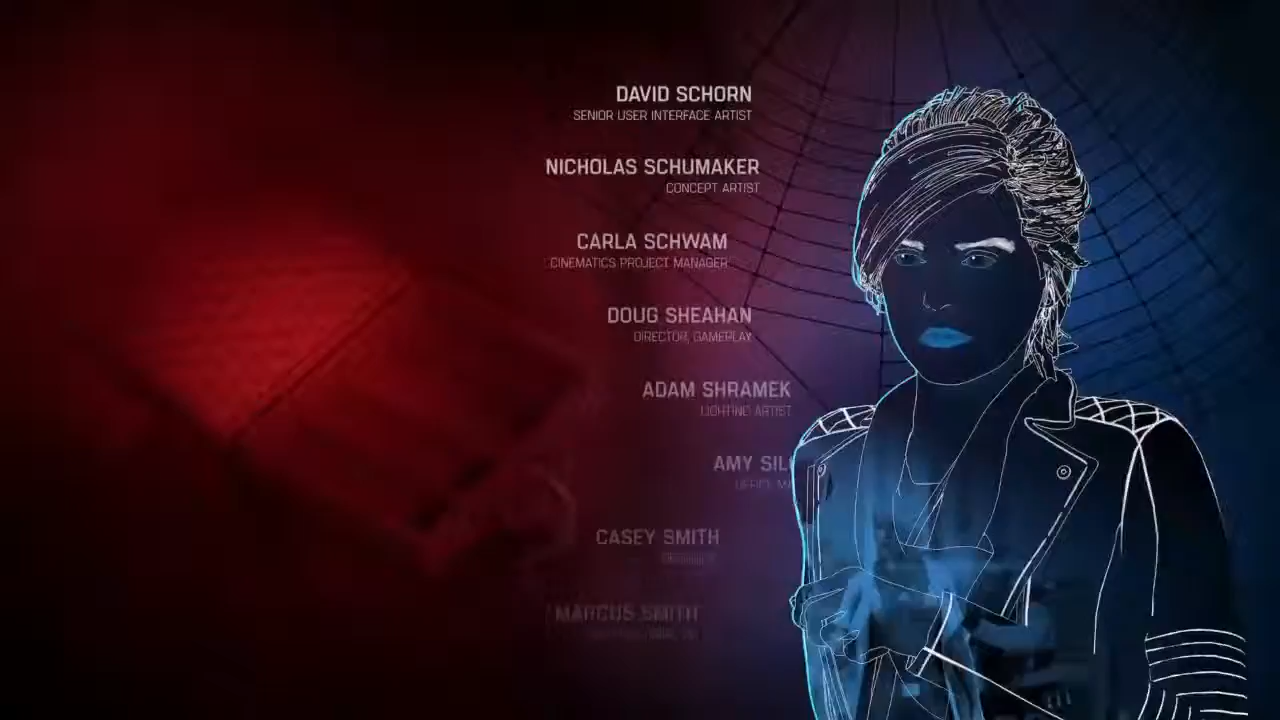 DAVID SCHORN
SENIOR USER INTERFACE ARTIST
NICHOLAS SCHUMAKER
CONCEPT ARTIST
CARLA SCHWAM
CINEMATICS PROJECT MANAGER
DOUG SHEAHAN
DIRECTOR, GAMEPLAY
ADAM SHRAMEK
LIGHTING ARTIST
AMY
CASEY SMITH
MARCUS SMITH